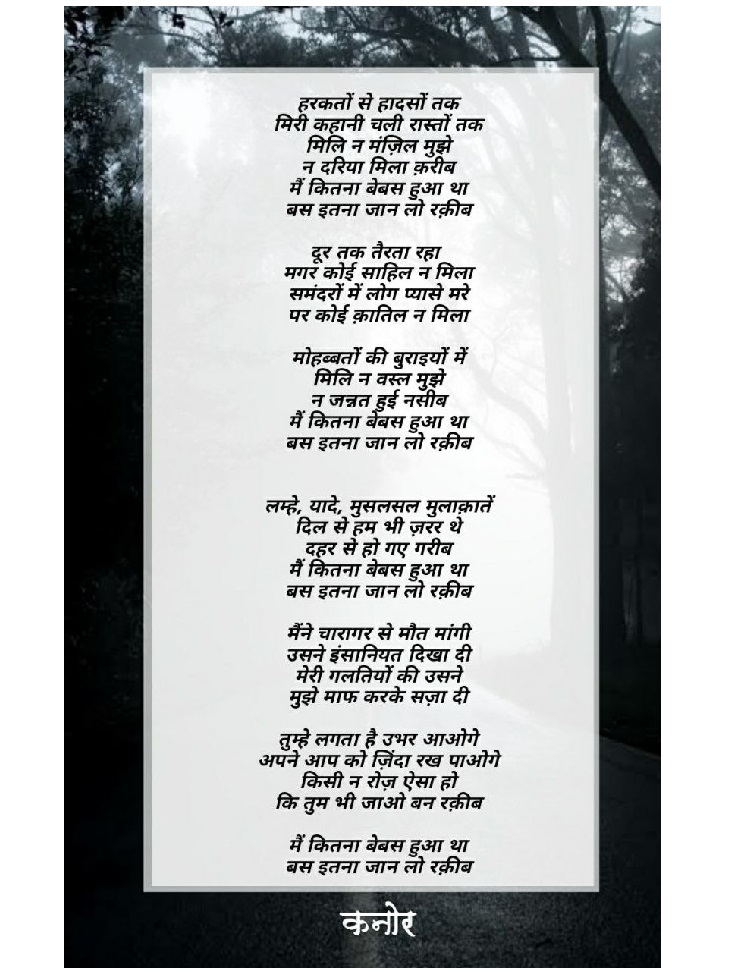 हरकतों से हादसों तक
मिरी कहानी चली रास्तों तक
मिलि न मंज़िल मुझे
न दरिया मिला क़रीब
मैं कितना बेबस हुआ था
बस इतना जान लो रक़ीब

दूर तक तैरता रहा
मगर कोई साहिल न मिला
समंदरों में लोग प्यासे मरे
पर कोई क़ातिल न मिला

मोहब्बतों की बुराइयों में
मिलि न वस्ल मुझे
न जन्नत हुई नसीब
मैं कितना बेबस हुआ था
बस इतना जान लो रक़ीब

लम्हे, यादे, मुसलसल मुलाक़ातें
दिल से हम भी ज़रर थे
दहर से हो गए गरीब
मैं कितना बेबस हुआ था
बस इतना जान लो रक़ीब

मैंने चारागर से मौत मांगी
उसने इंसानियत दिखा दी
मेरी गलतियों की उसने
मुझे माफ करके सज़ा दी

तुम्हे लगता है उभर आओगे
अपने आप को ज़िंदा रख पाओगे
किसी न रोज़ ऐसा हो
कि तुम भी जाओ बन रक़ीब

मैं कितना बेबस हुआ था
बस इतना जान लो रक़ीब

कनोर